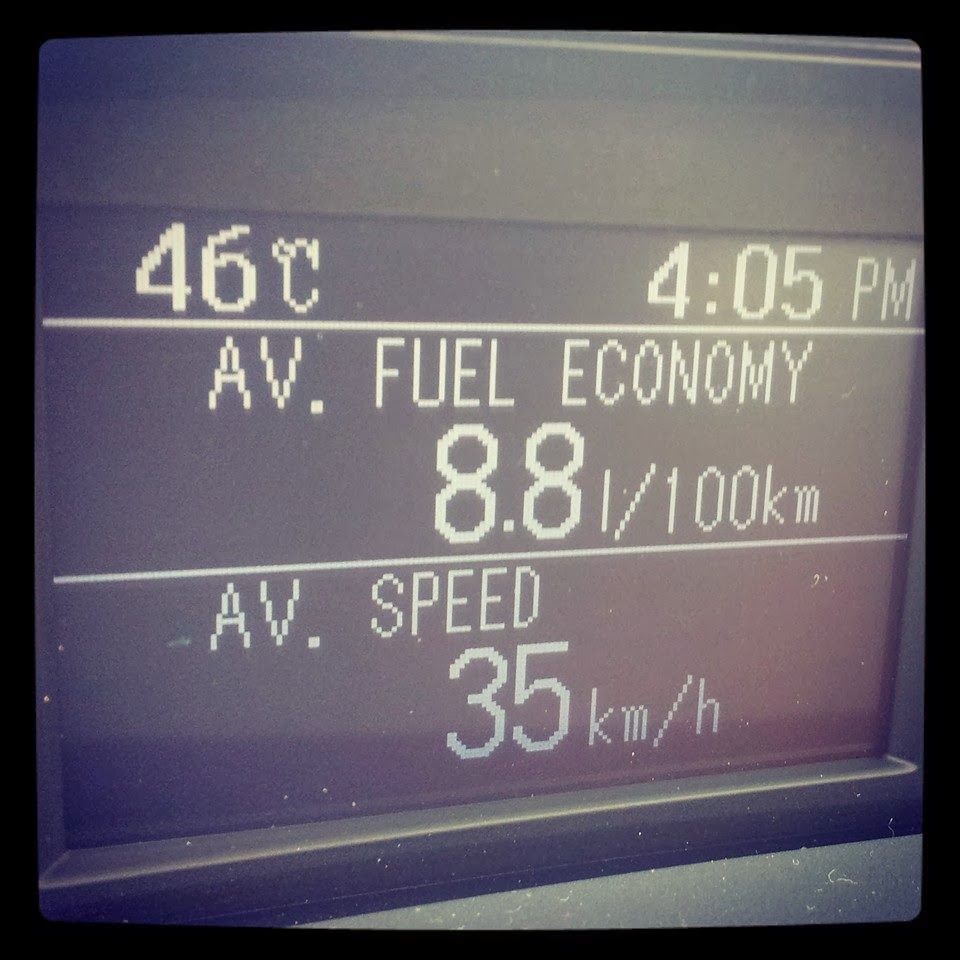 46℃ 4:05 PM
AV. FUEL ECONOMY
8.8 l/100km
AV. SPEED
35 km/h